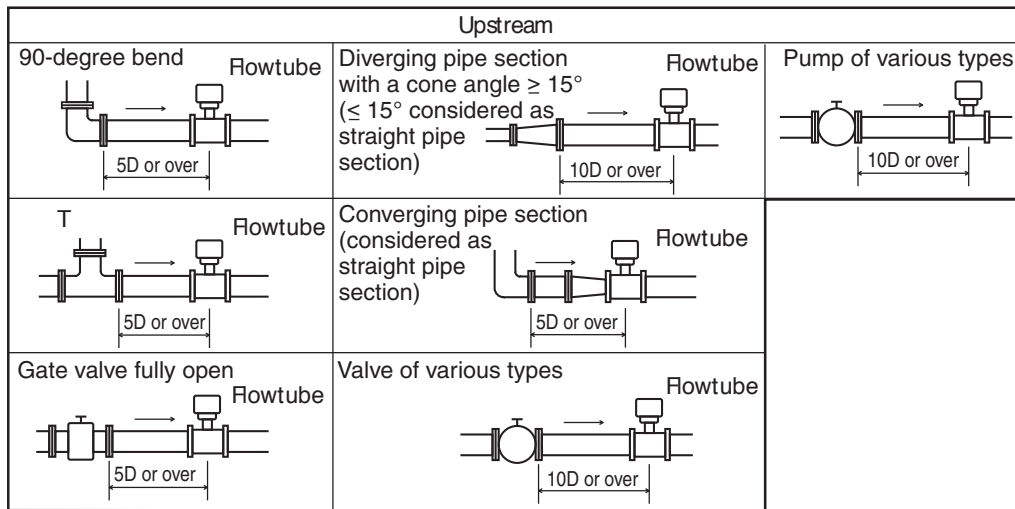 Upstream
90-degree bend
Flowtube
5D or over
Diverging pipe section
with a cone angle ≥ 15°
(≤ 15° considered as
straight pipe
section)
Flowtube
10D or over
Pump of various types
Flowtube
10D or over
T
Flowtube
5D or over
Converging pipe section
(considered as
straight pipe
section)
Flowtube
5D or over
Gate valve fully open
Flowtube
5D or over
Valve of various types
Flowtube
10D or over